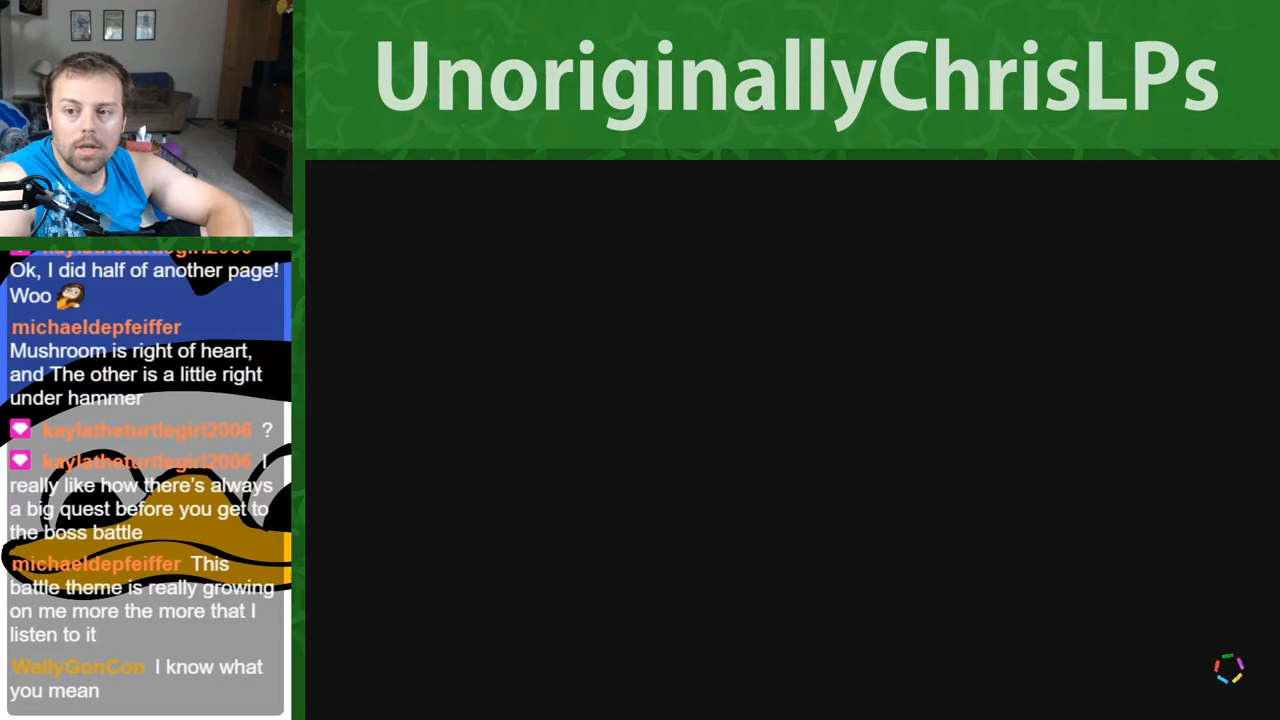 UnoriginallyChrisLPs
kaylatheturtlegirl2006
Ok, I did half of another page!
Woo
michaeldepfeiffer
Mushroom is right of heart,
and The other is a little right
under hammer
kaylatheturtlegirl2006 ?
kaylatheturtlegirl2006 I
really like how there's always
a big quest before you get to
the boss battle
michaeldepfeiffer This
battle theme is really growing
on me more the more that I
listen to it
WallyGonCon I know what
you mean